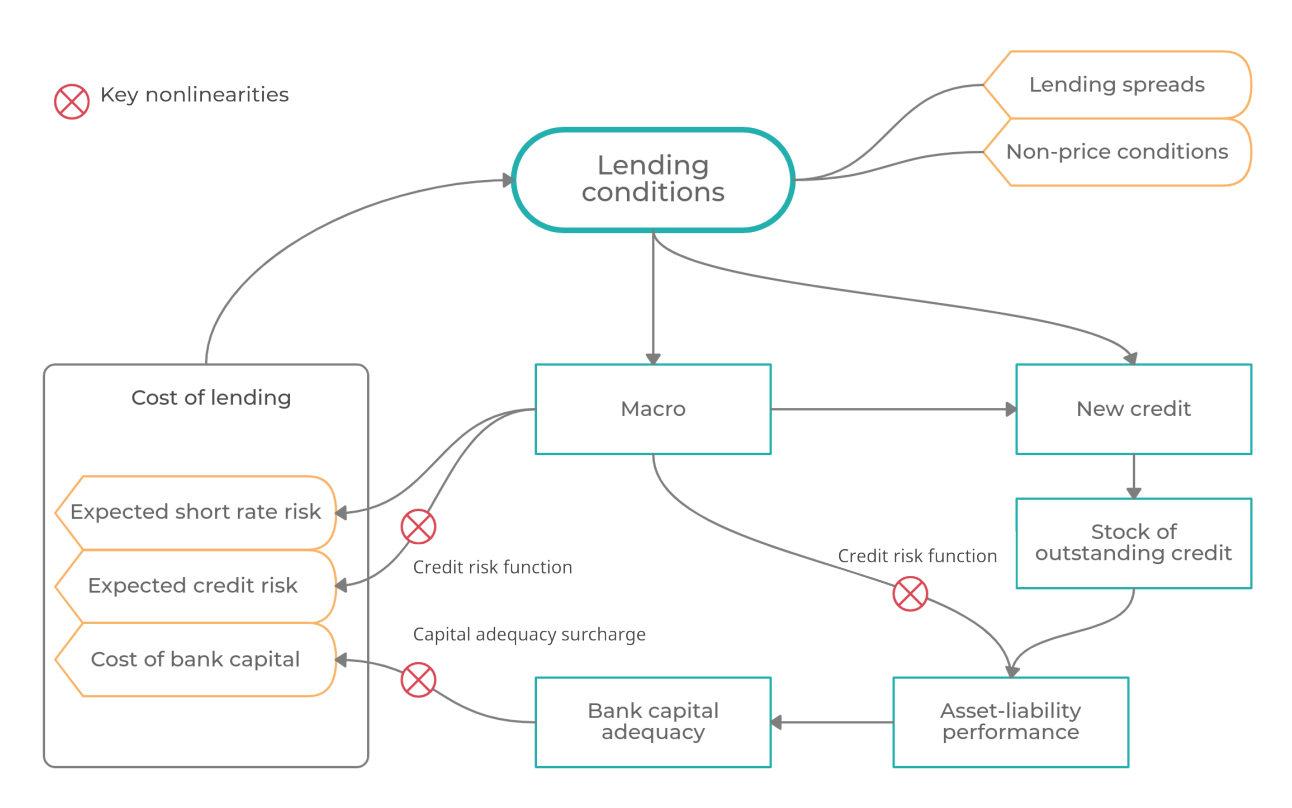 Key nonlinearities
Lending spreads
Non-price conditions
Lending
conditions
Cost of lending
Macro
New credit
Expected short rate risk
Stock of
outstanding credit
Credit risk function
Credit risk function
Expected credit risk
Capital adequacy surcharge
Cost of bank capital
Bank capital
adequacy
Asset-liability
performance